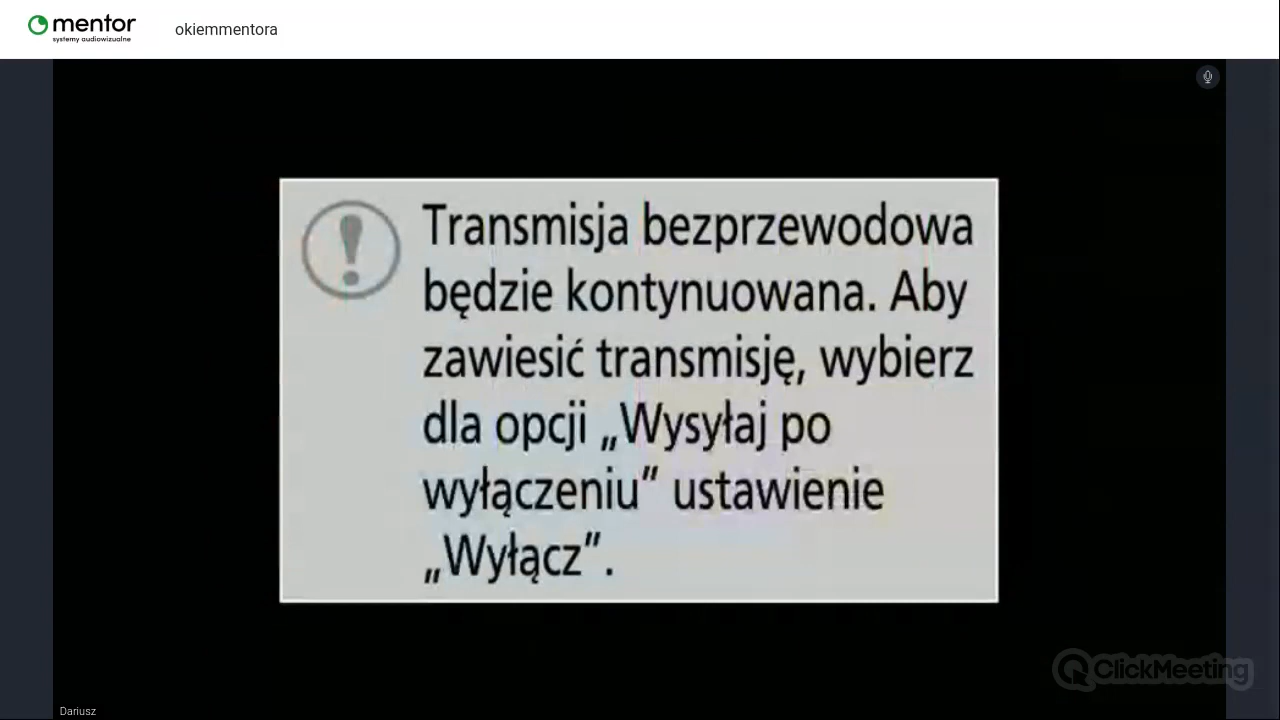 mentor
systemy audiowizualne
okiemmentora
Transmisja bezprzewodowa
będzie kontynuowana. Aby
zawiesić transmisję, wybierz
dla opcji „Wysyłaj po
wyłączeniu” ustawienie
„Wyłącz”.
ClickMeeting
Dariusz